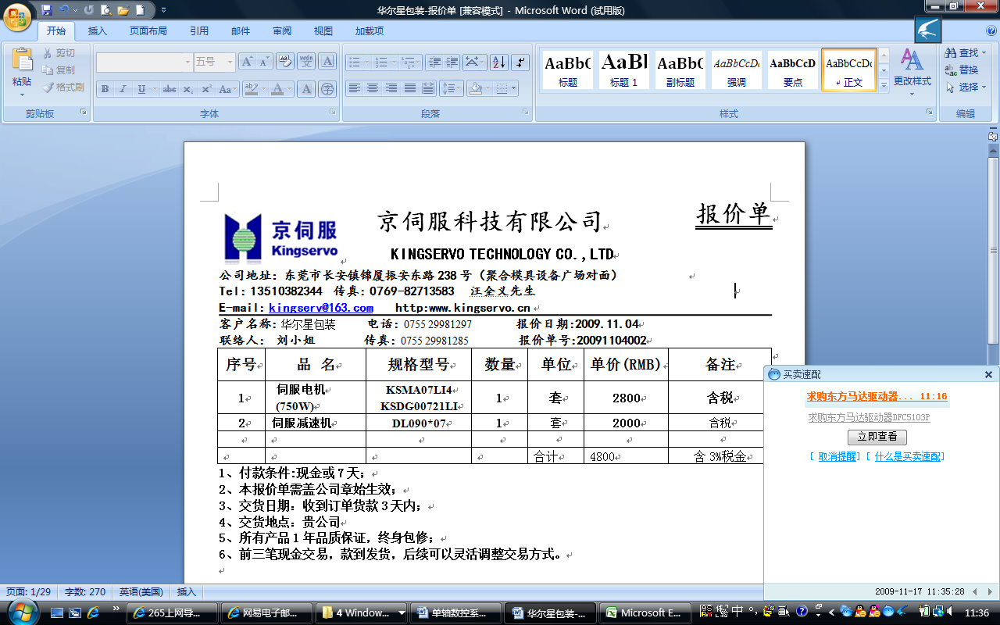 华尔星包装-报价单 [兼容模式] - Microsoft Word (试用版)
开始 插入 页面布局 引用 邮件 审阅 视图 加载项
粘贴
剪切
复制
格式刷
五号
AaBbC AaBl AaBbC AaBbCcDc AaBbCcD AaBbCcDc
标题 标题 1 副标题 强调 要点 正文
更改样式
查找
替换
选择
剪贴板 字体 段落 样式 编辑
京伺服
Kingservo
京伺服科技有限公司
报价单
KINGSERVO TECHNOLOGY CO.,LTD
公司地址：东莞市长安镇锦厦振安东路 238 号（聚合模具设备广场对面）
Tel: 13510382344 传真: 0769-82713583 汪全义先生
E-mail: kingserv@163.com http:www.kingservo.cn
客户名称: 华尔星包装 电话: 0755 29981297 报价日期:2009.11.04
联络人: 刘小姐 传真: 0755 29981285 报价单号:20091104002
序号 品 名 规格型号 数量 单位 单价(RMB) 备注
1 伺服电机 (750W) KSMA07LI4 KSDG00721LI 1 套 2800 含税
2 伺服减速机 DL090*07 1 套 2000 含税
合计 4800 含 3%税金
1、付款条件:现金或 7 天;
2、本报价单需盖公司章始生效;
3、交货日期: 收到订单货款 3 天内;
4、交货地点: 贵公司
5、所有产品 1 年品质保证，终身包修;
6、前三笔现金交易，款到发货，后续可以灵活调整交易方式。
买卖速配
求购东方马达驱动器... 11:16
求购东方马达驱动器DFC5103P
立即查看
[ 取消提醒] [ 什么是买卖速配]
2009-11-17 11:35:28
页面: 1/29 字数: 270 英语(美国) 插入
265上网导... 网易电子邮... 4 Window... 单轴数控系... 华尔星包装-... Microsoft E... 中 11:36